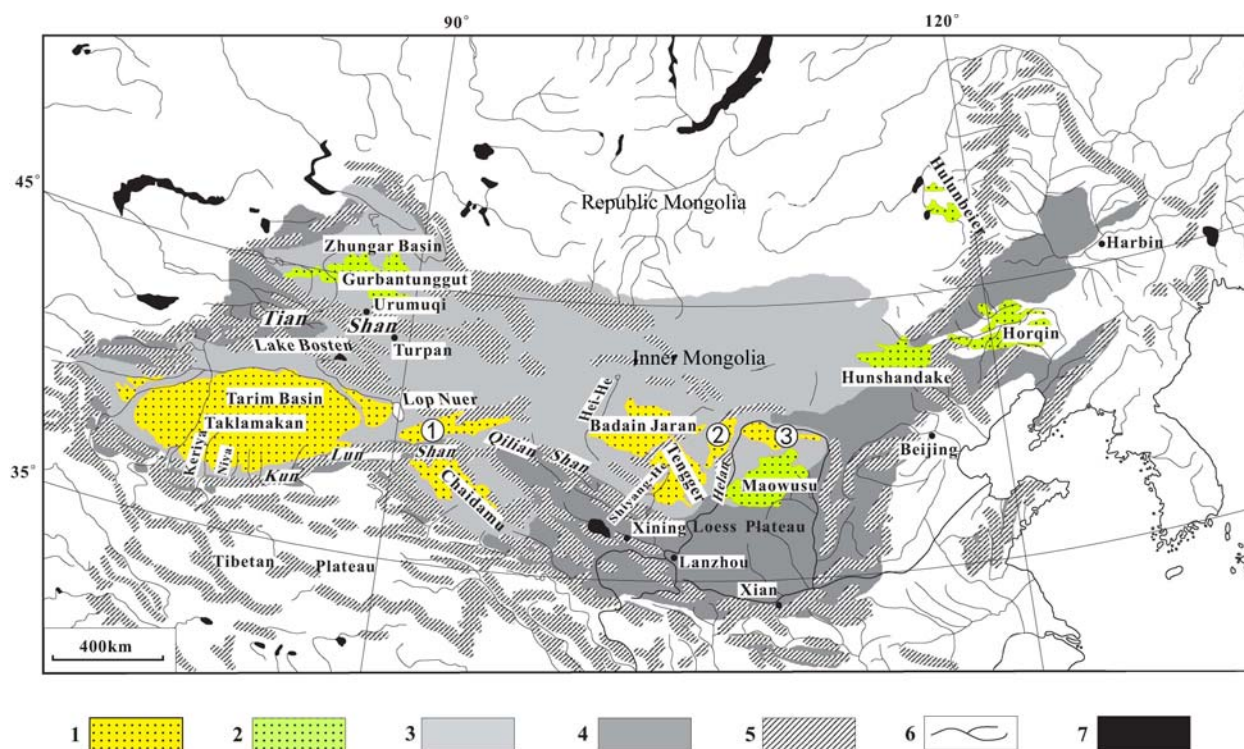 90°
120°
45°
Republic Mongolia
Hulunbeier
Harbin
Zhungar Basin
Gurbantunggut
Urumuqi
Tian
Shan
Turpan
Lake Bosten
Horqin
Inner Mongolia
Hunshandake
Hei-He
Tarim Basin
Lop Nuer
Taklamakan
Badain Jaran
1
2
3
Beijing
35°
Keriya
Niya
Lun
Shan
Kun
Qilian
Shan
Chaidamu
Shiyang-He
Tengger
Helan
Maowusu
Xining
Loess Plateau
Lanzhou
Tibetan
Plateau
Xian
400km
1
2
3
4
5
6
7